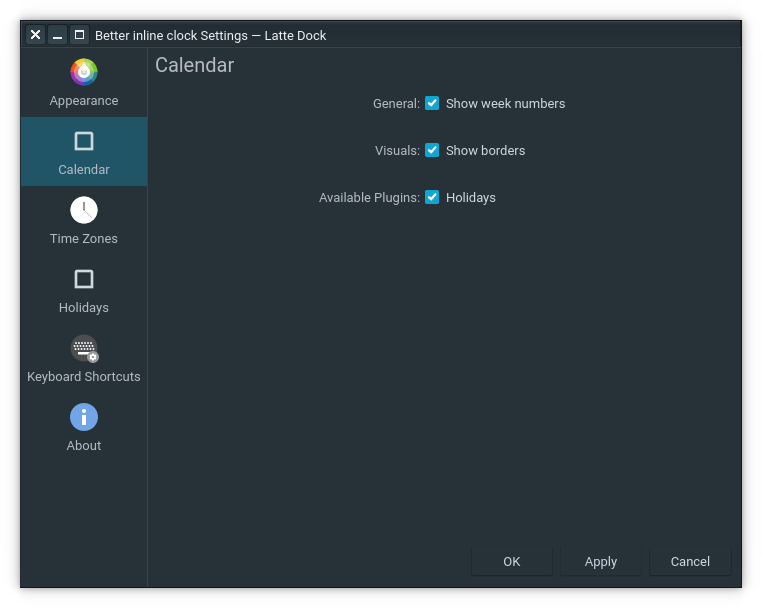 Better inline clock Settings — Latte Dock
Appearance
Calendar
Time Zones
Holidays
Keyboard Shortcuts
About
Calendar
General: Show week numbers
Visuals: Show borders
Available Plugins: Holidays
OK Apply Cancel